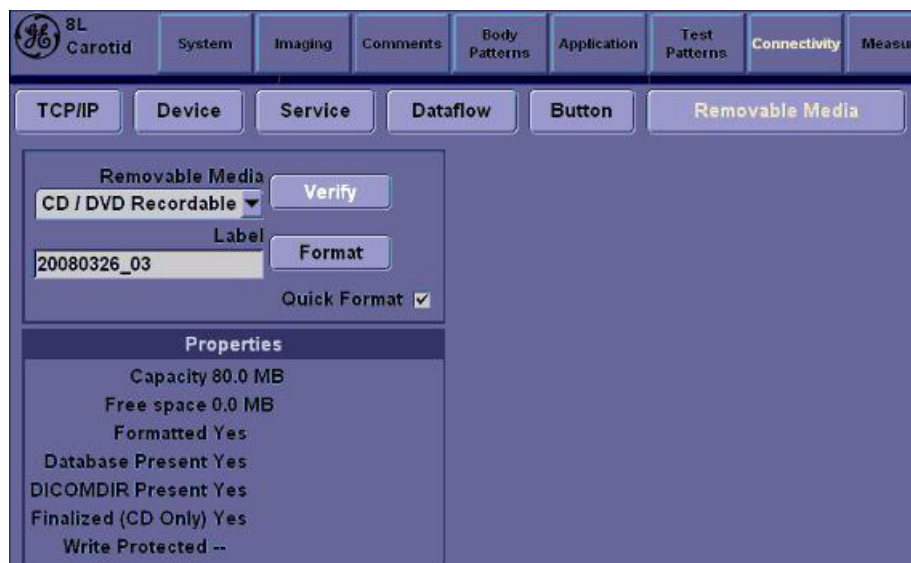 8L
Carotid
System
Imaging
Comments
Body
Patterns
Application
Test
Patterns
Connectivity
TCP/IP
Device
Service
Dataflow
Button
Removable Media
Removable Media
CD / DVD Recordable
Verify
Label
20080326_03
Format
Quick Format
Properties
Capacity 80.0 MB
Free space 0.0 MB
Formatted Yes
Database Present Yes
DICOMDIR Present Yes
Finalized (CD Only) Yes
Write Protected --